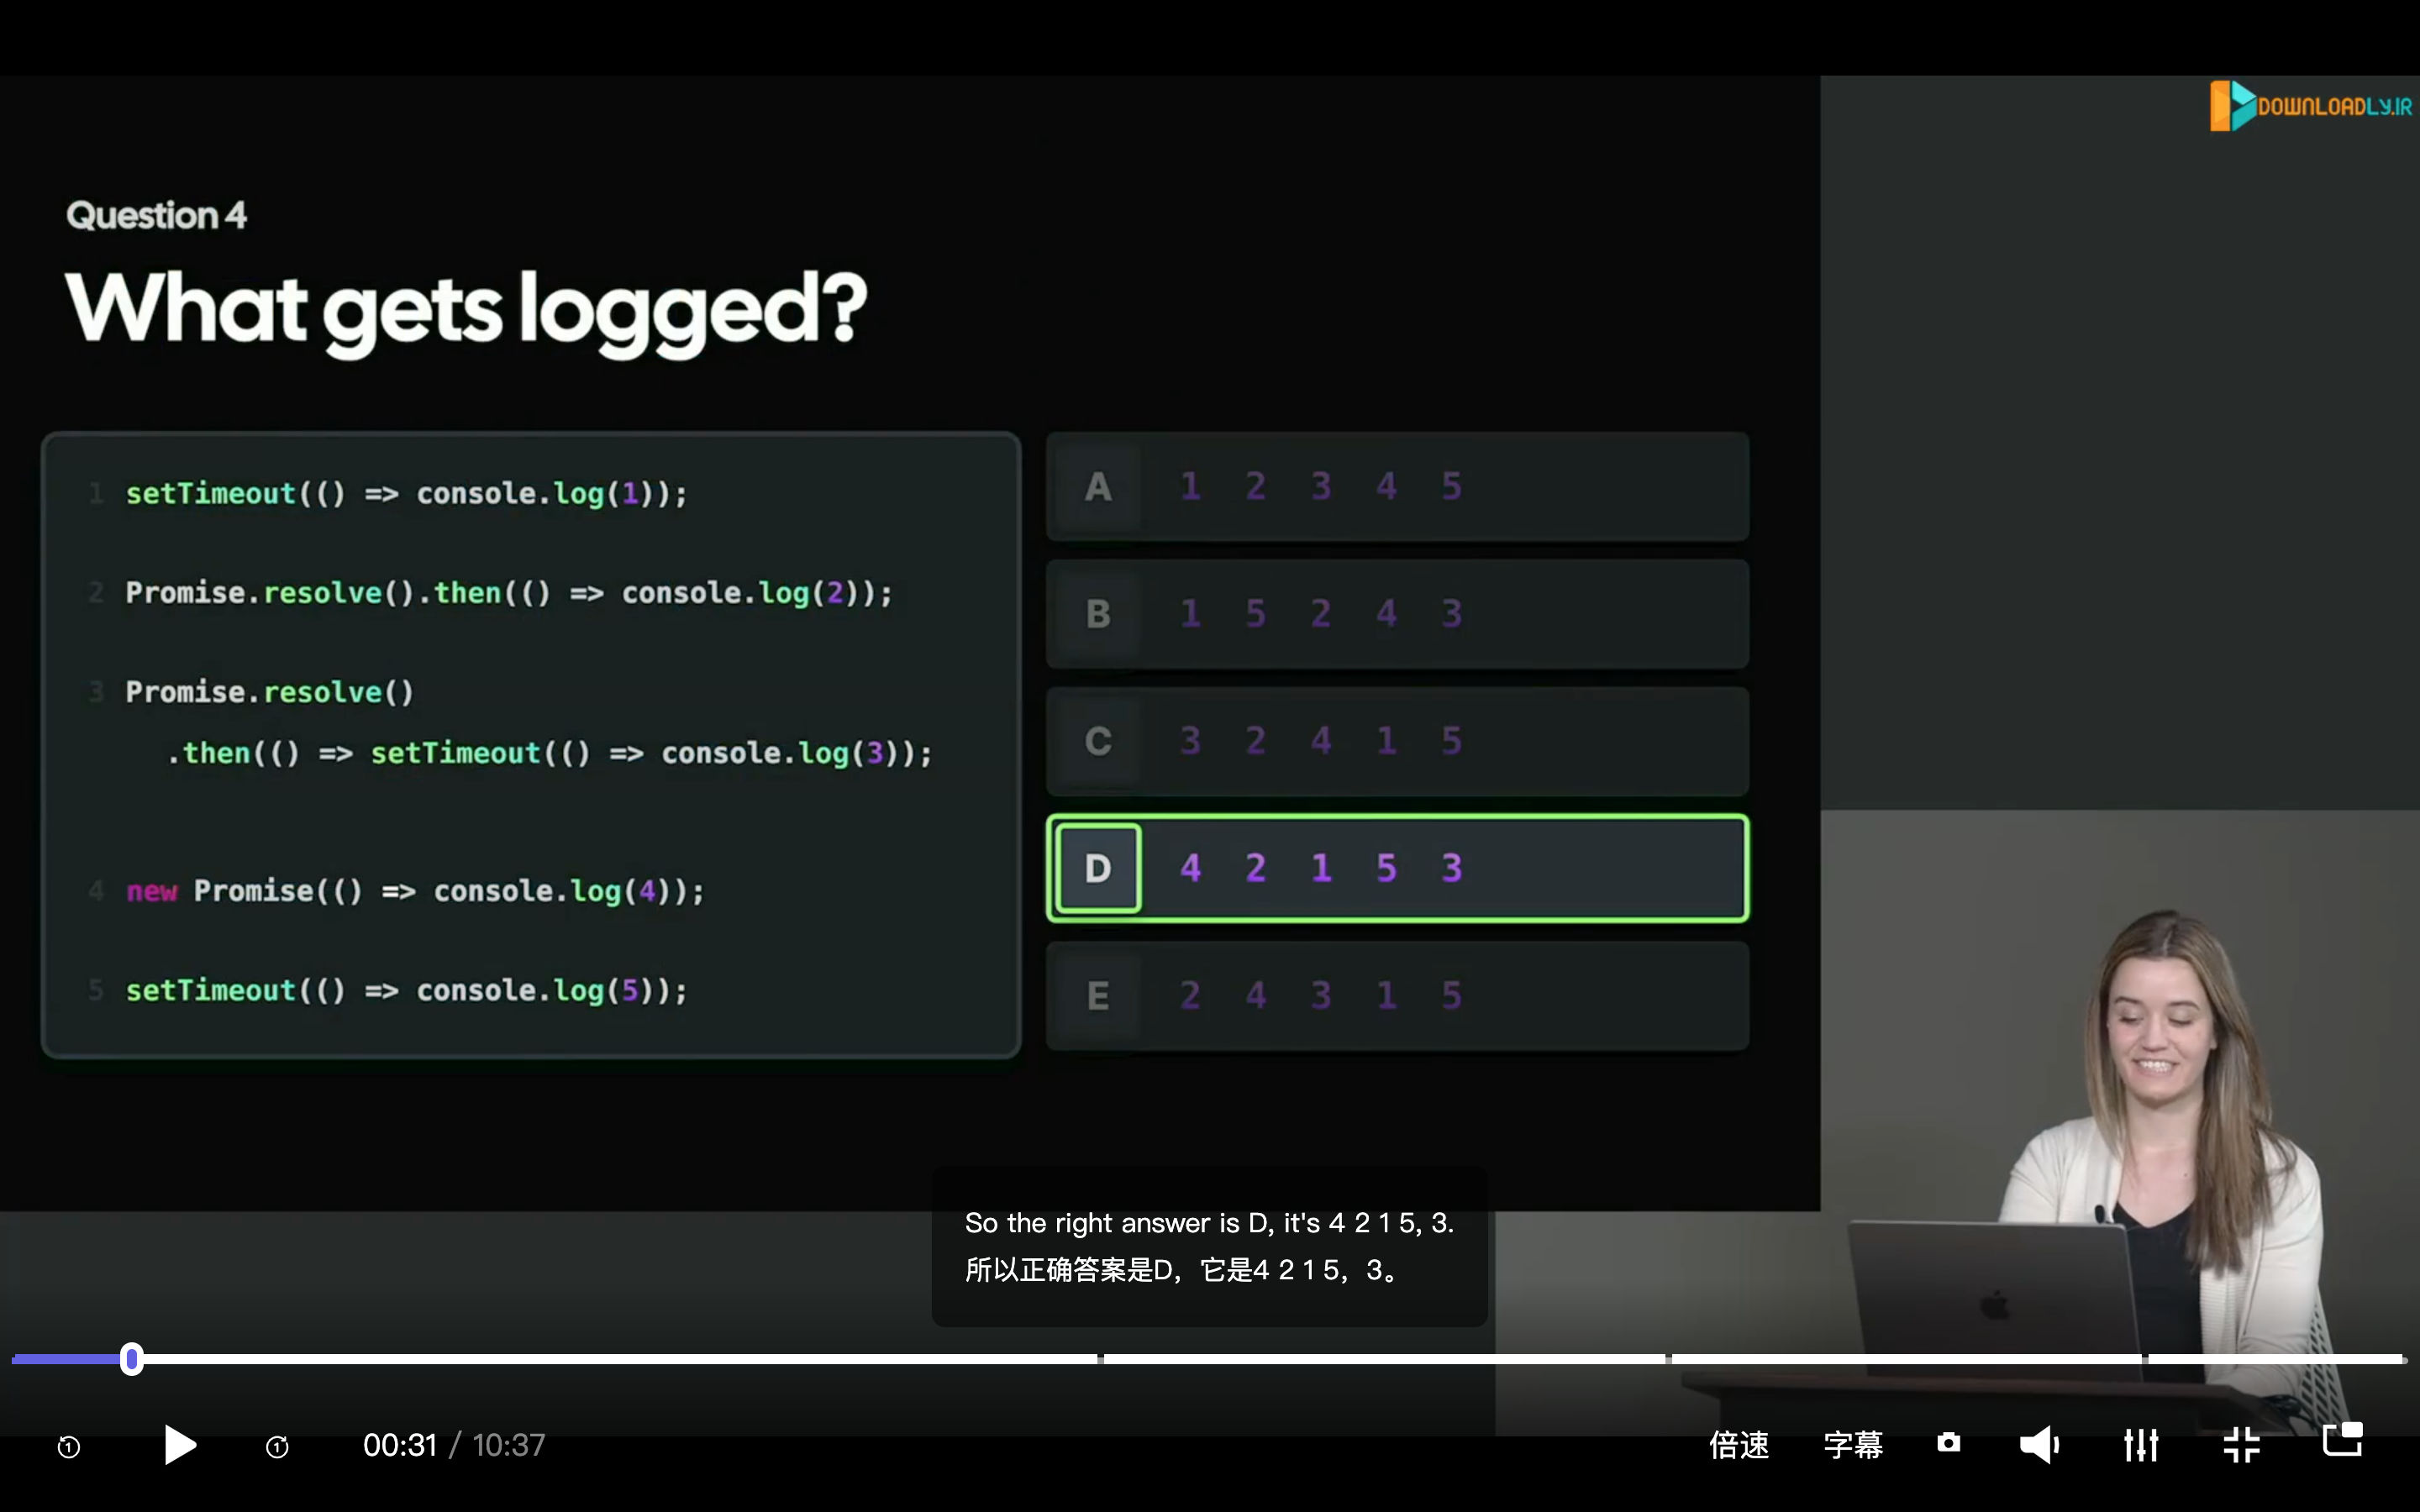 DOWNLOADLY.IR
Question 4
What gets logged?
1 setTimeout(() => console.log(1));
2 Promise.resolve().then(() => console.log(2));
3 Promise.resolve()
.then(() => setTimeout(() => console.log(3));
4 new Promise(() => console.log(4));
5 setTimeout(() => console.log(5));
A 1 2 3 4 5
B 1 5 2 4 3
C 3 2 4 1 5
D 4 2 1 5 3
E 2 4 3 1 5
So the right answer is D, it's 4 2 1 5, 3.
所以正确答案是D，它是4 2 1 5，3。
1
1
00:31 / 10:37
倍速 字幕